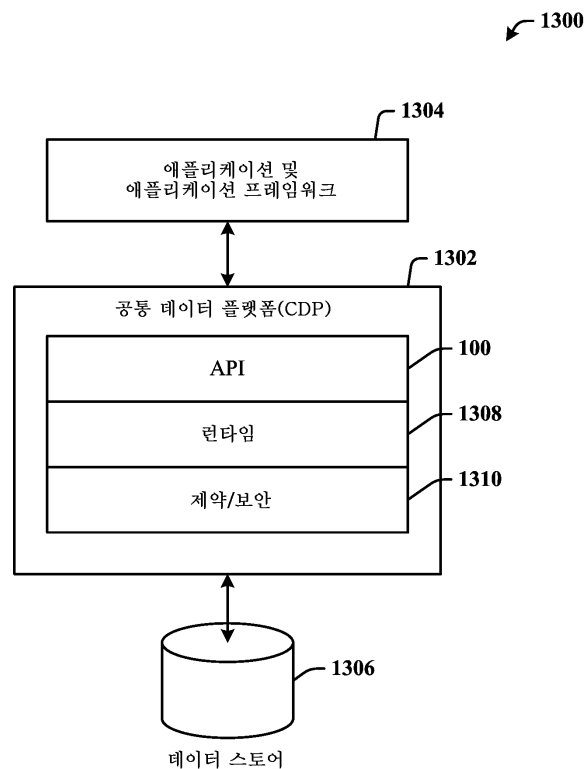 1300
1304
애플리케이션 및
애플리케이션 프레임워크
1302
공통 데이터 플랫폼(CDP)
API
100
런타임
1308
제약/보안
1310
1306
데이터 스토어